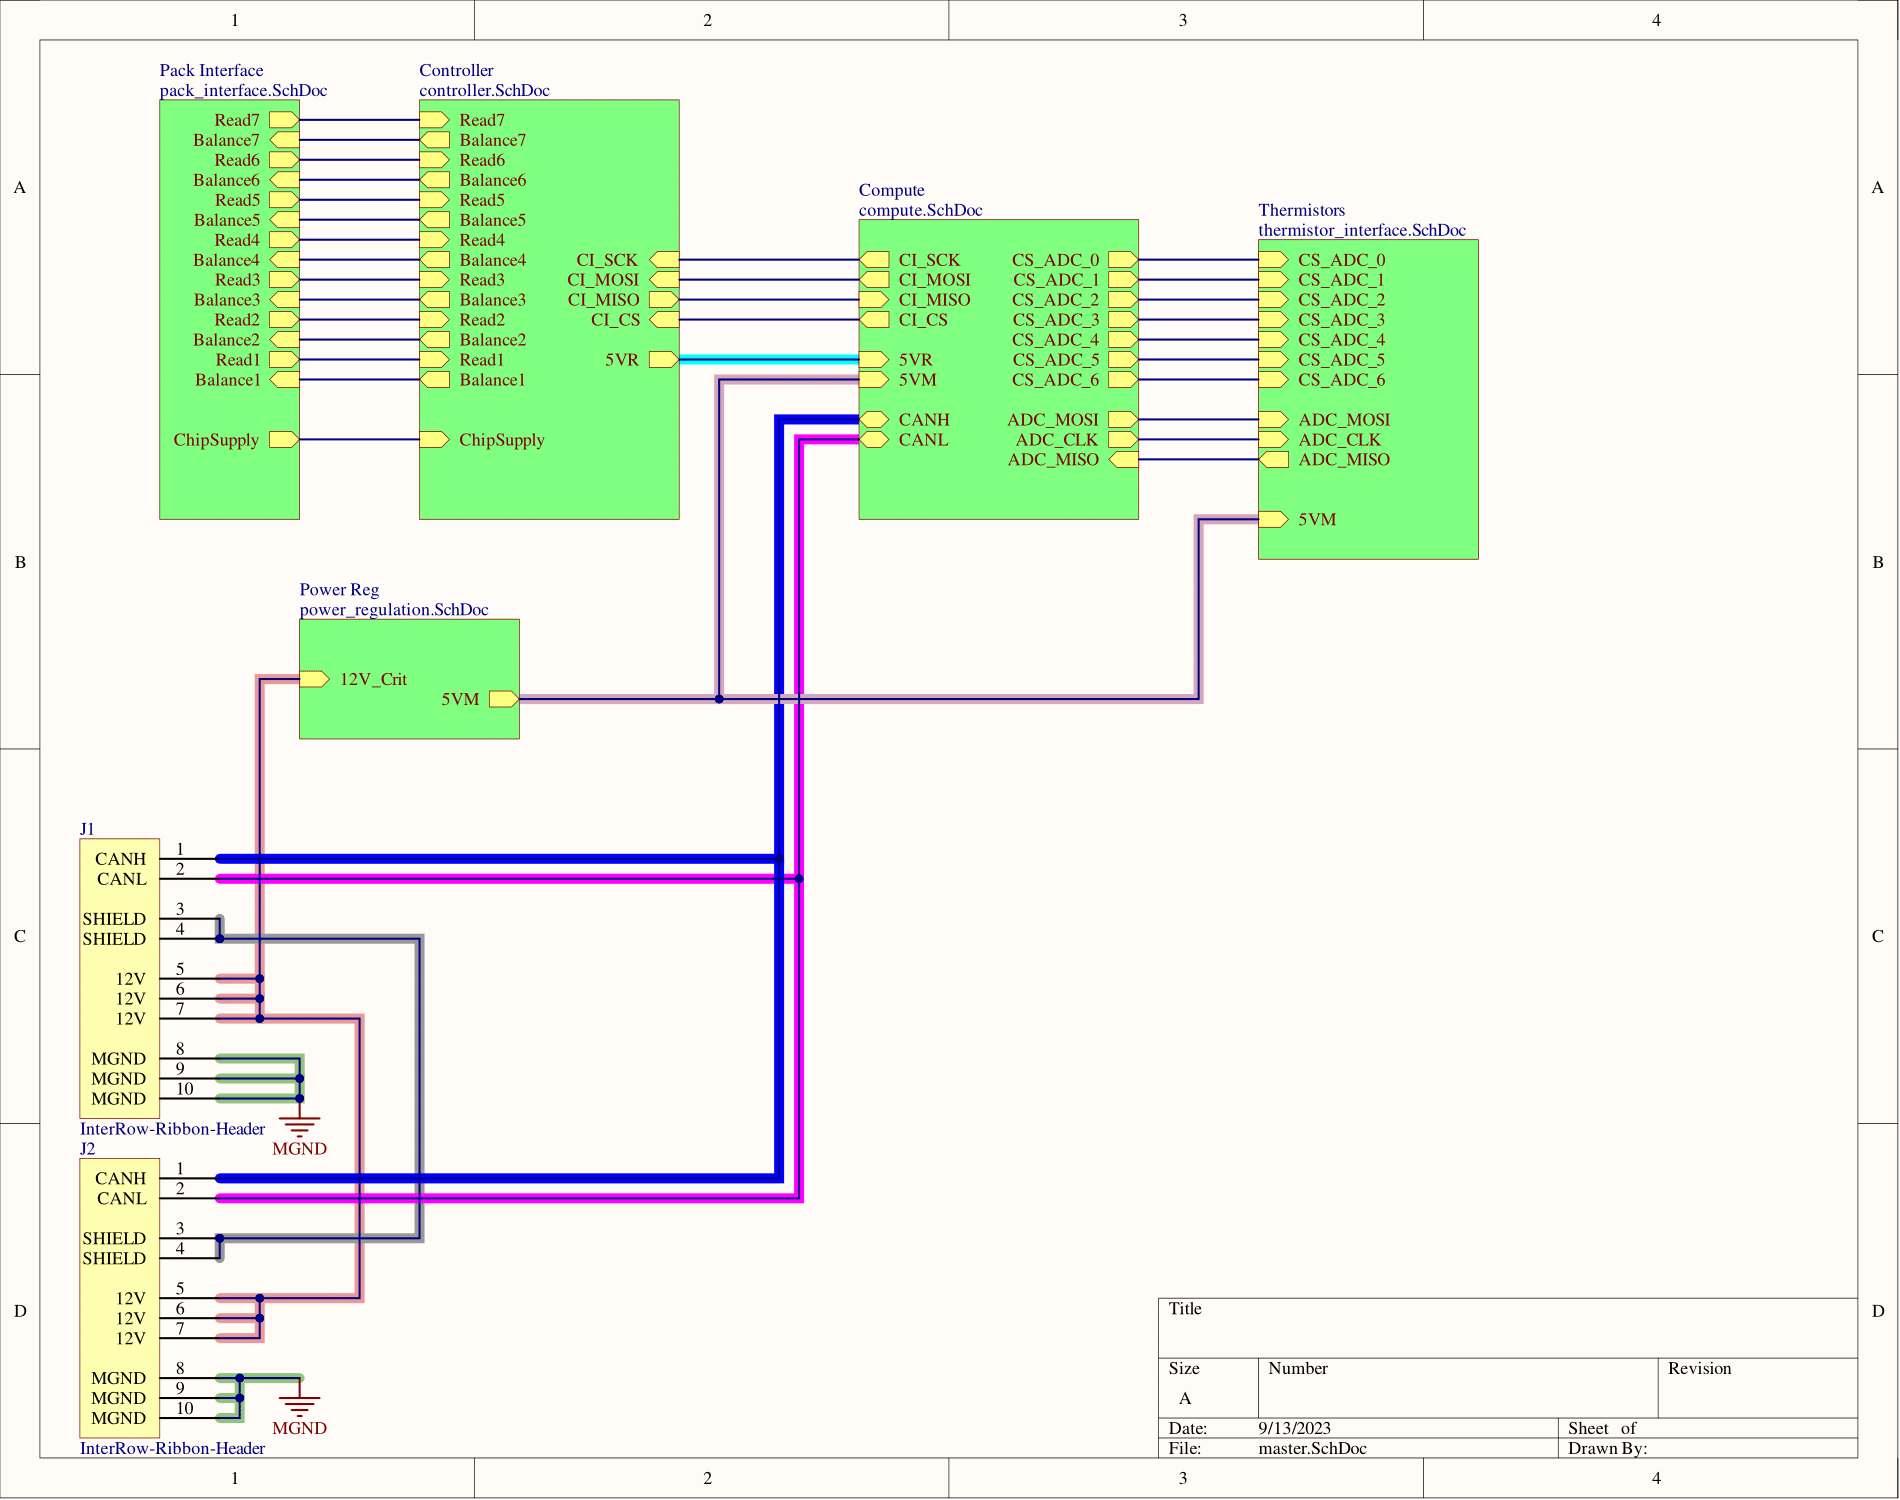 1 2 3 4
A A
B B
C C
D D
Pack Interface
pack_interface.SchDoc
Read7
Balance7
Read6
Balance6
Read5
Balance5
Read4
Balance4
Read3
Balance3
Read2
Balance2
Read1
Balance1
ChipSupply
Controller
controller.SchDoc
Read7
Balance7
Read6
Balance6
Read5
Balance5
Read4
Balance4
Read3
Balance3
Read2
Balance2
Read1
Balance1
ChipSupply
CI_SCK
CI_MOSI
CI_MISO
CI_CS
5VR
Compute
compute.SchDoc
CI_SCK
CI_MOSI
CI_MISO
CI_CS
5VR
5VM
CANH
CANL
CS_ADC_0
CS_ADC_1
CS_ADC_2
CS_ADC_3
CS_ADC_4
CS_ADC_5
CS_ADC_6
ADC_MOSI
ADC_CLK
ADC_MISO
Thermistors
thermistor_interface.SchDoc
CS_ADC_0
CS_ADC_1
CS_ADC_2
CS_ADC_3
CS_ADC_4
CS_ADC_5
CS_ADC_6
ADC_MOSI
ADC_CLK
ADC_MISO
5VM
Power Reg
power_regulation.SchDoc
12V_Crit
5VM
J1
CANH 1
CANL 2
SHIELD 3
SHIELD 4
12V 5
12V 6
12V 7
MGND 8
MGND 9
MGND 10
InterRow-Ribbon-Header
MGND
J2
CANH 1
CANL 2
SHIELD 3
SHIELD 4
12V 5
12V 6
12V 7
MGND 8
MGND 9
MGND 10
InterRow-Ribbon-Header
MGND
Title
Size Number Revision
A
Date: 9/13/2023 Sheet of
File: master.SchDoc Drawn By:
1 2 3 4